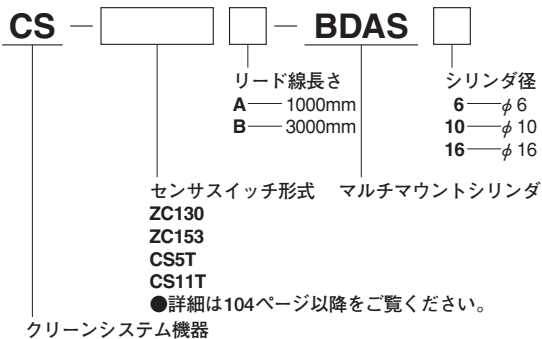 CS － － BDAS
リード線長さ
A 1000mm
B 3000mm
シリンダ径
6 φ6
10 φ10
16 φ16
センサスイッチ形式
ZC130
ZC153
CS5T
CS11T
●詳細は104ページ以降をご覧ください。
マルチマウントシリンダ
クリーンシステム機器